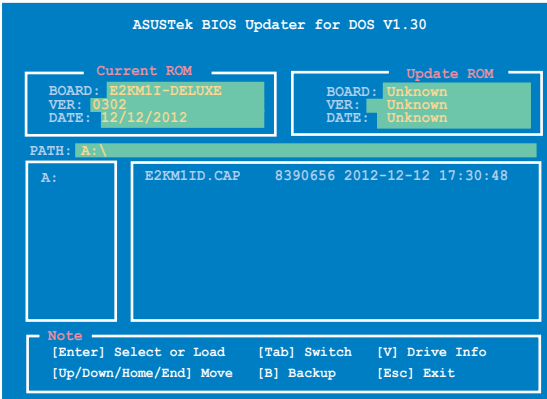 ASUSTek BIOS Updater for DOS V1.30
Current ROM
BOARD: E2KM1I-DELUXE
VER: 0302
DATE: 12/12/2012
Update ROM
BOARD: Unknown
VER: Unknown
DATE: Unknown
PATH: A:\
A:
E2KM1ID.CAP 8390656 2012-12-12 17:30:48
Note
[Enter] Select or Load [Tab] Switch [V] Drive Info
[Up/Down/Home/End] Move [B] Backup [Esc] Exit